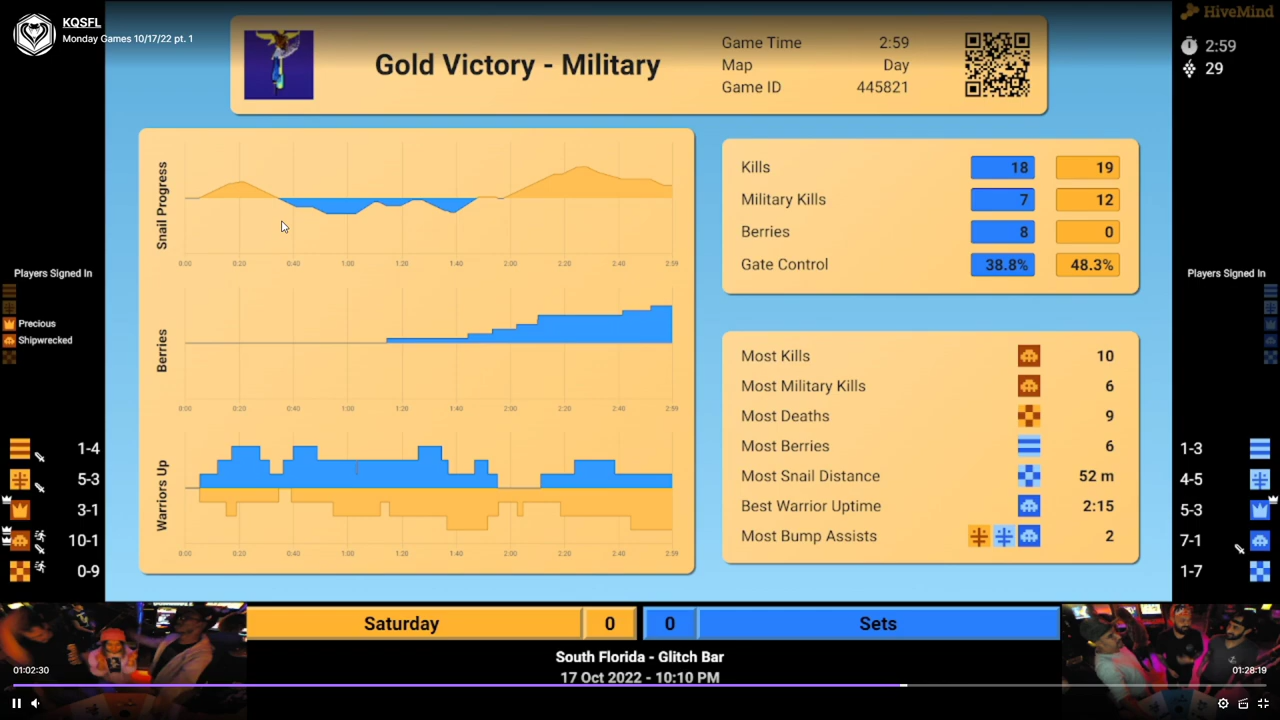 KQSFL
Monday Games 10/17/22 pt. 1
HiveMind
Gold Victory - Military
Game Time 2:59
Map Day
Game ID 445821
2:59
29
Snail Progress
0:00 0:20 0:40 1:00 1:20 1:40 2:00 2:20 2:40 2:59
Berries
0:00 0:20 0:40 1:00 1:20 1:40 2:00 2:20 2:40 2:59
Warriors Up
0:00 0:20 0:40 1:00 1:20 1:40 2:00 2:20 2:40 2:59
Kills 18 19
Military Kills 7 12
Berries 8 0
Gate Control 38.8% 48.3%
Most Kills 10
Most Military Kills 6
Most Deaths 9
Most Berries 6
Most Snail Distance 52 m
Best Warrior Uptime 2:15
Most Bump Assists 2
Players Signed In
Precious
Shipwrecked
1-4
5-3
3-1
10-1
0-9
Players Signed In
1-3
4-5
5-3
7-1
1-7
Saturday 0 0 Sets
South Florida - Glitch Bar
17 Oct 2022 - 10:10 PM
01:02:30
01:28:19